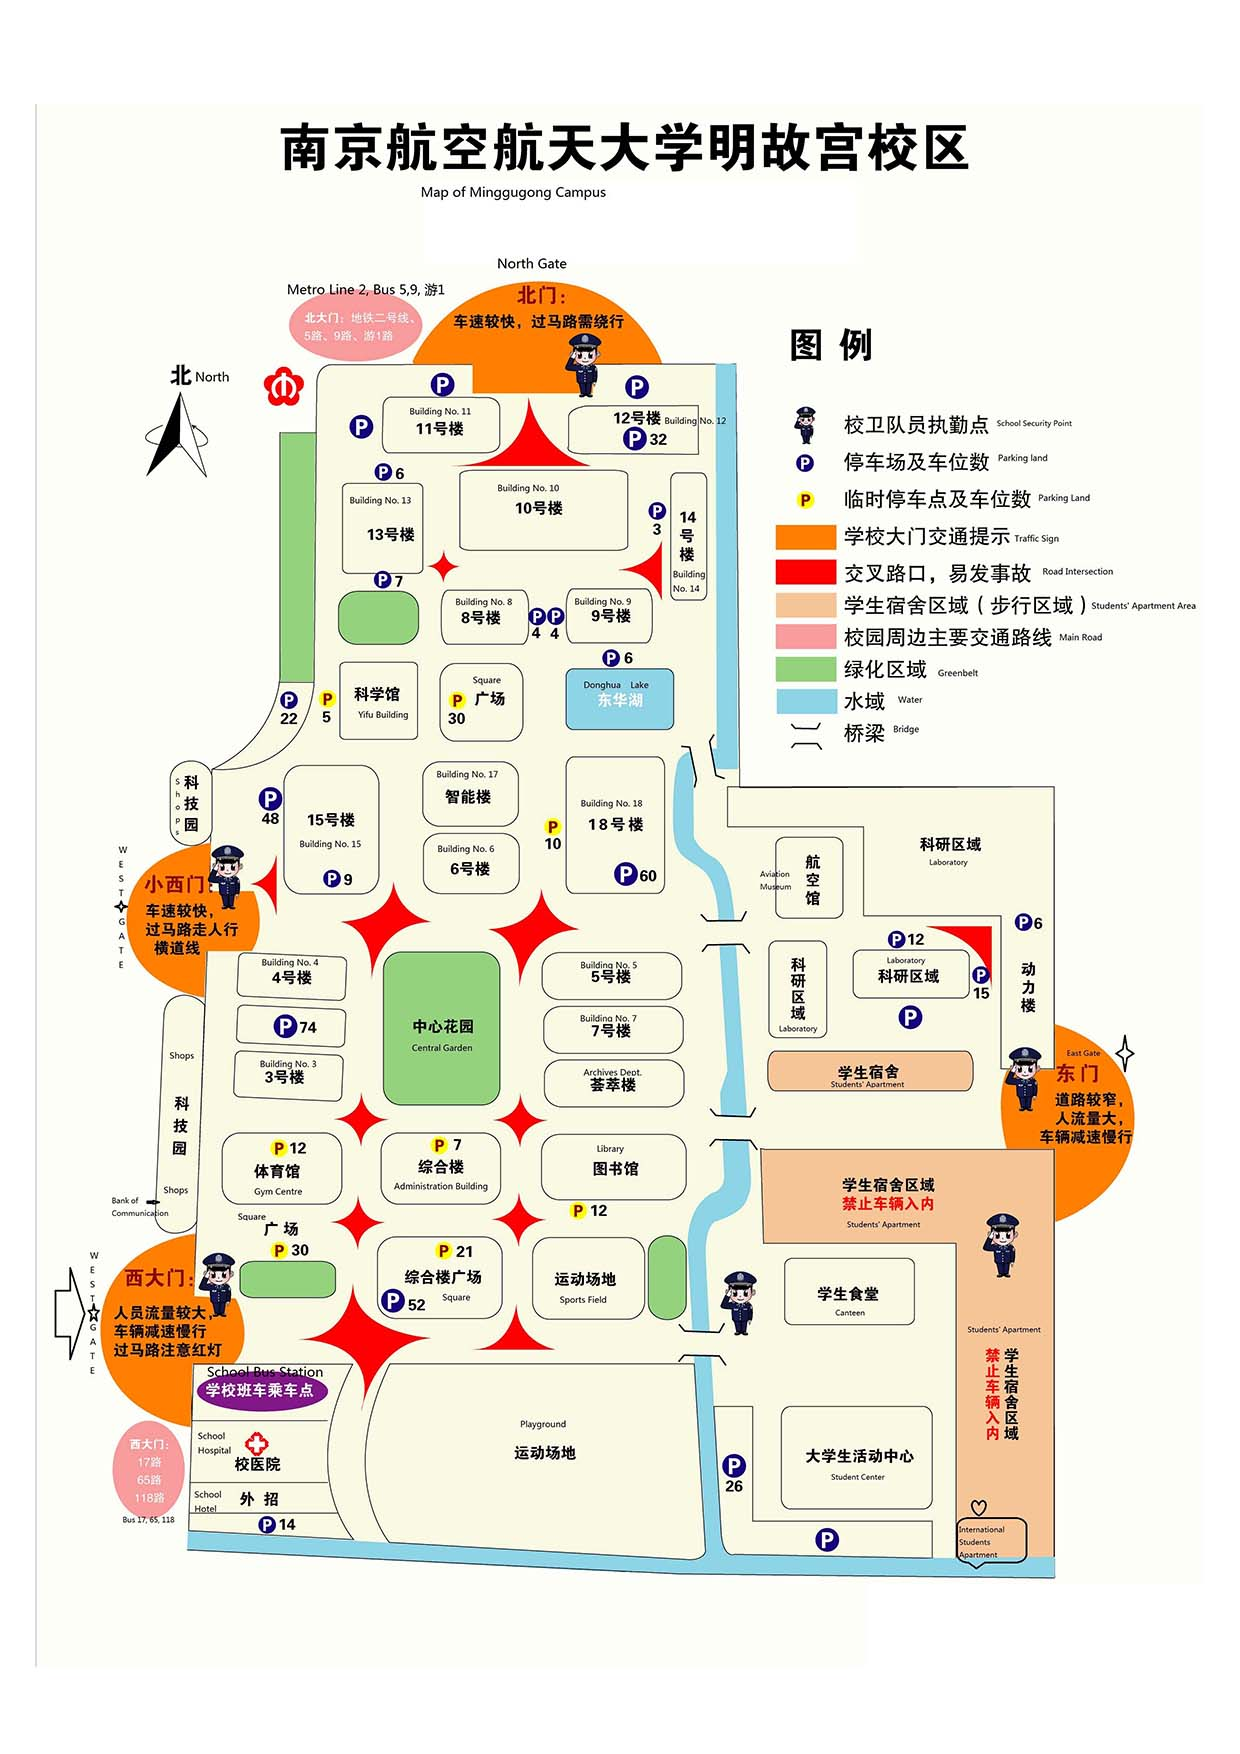 南京航空航天大学明故宫校区
Map of Minggugong Campus
North Gate
Metro Line 2, Bus 5,9, 游1
北大门：地铁二号线、
5路、9路、游1路
北门：
车速较快，过马路需绕行
图 例
校卫队员执勤点 School Security Point
P 停车场及车位数 Parking land
P 临时停车点及车位数 Parking Land
学校大门交通提示 Traffic Sign
交叉路口，易发事故 Road Intersection
学生宿舍区域（步行区域） Students' Apartment Area
校园周边主要交通路线 Main Road
绿化区域 Greenbelt
水域 Water
桥梁 Bridge
北 North
P
P
P
Building No. 11
11号楼
12号楼 Building No. 12
P 32
P 6
Building No. 13
13号楼
Building No. 10
10号楼
P
3
14
号
楼
Building
No. 14
P 7
Building No. 8
8号楼
P P
4 4
Building No. 9
9号楼
P 6
Donghua Lake
东华湖
P
22
P
5
科学馆
Yifu Building
Square
P 广场
30
Shops
科技园
P
48
15号楼
Building No. 15
P 9
Building No. 17
智能楼
Building No. 6
6号楼
P
10
Building No. 18
18号楼
P 60
WEST GATE
小西门：
车速较快，
过马路走人行
横道线
科研区域
Laboratory
Aviation
Museum
航空馆
P 6
动力楼
P 12
Laboratory
科研区域
P
15
P
科研区域
Laboratory
学生宿舍
Students' Apartment
East Gate
东门
道路较窄，
人流量大，
车辆减速慢行
Building No. 4
4号楼
P 74
Building No. 3
3号楼
中心花园
Central Garden
Building No. 5
5号楼
Building No. 7
7号楼
Archives Dept.
荟萃楼
Shops
科技园
Shops
Bank of
Communication
P 12
体育馆
Gym Centre
P 7
综合楼
Administration Building
Library
图书馆
P 12
Square
广 场
P 30
P 21
综合楼广场
P 52 Square
运动场地
Sports Field
学生宿舍区域
禁止车辆入内
Students' Apartment
学生食堂
Canteen
Students' Apartment
学生宿舍区域
禁止车辆入内
WEST GATE
西大门：
人员流量较大，
车辆减速慢行
过马路注意红灯
School Bus Station
学校班车乘车点
School
Hospital
校医院
School
Hotel
外 招
P 14
西大门：
17路
65路
118路
Bus 17, 65, 118
Playground
运动场地
P
26
大学生活动中心
Student Center
P
International
Students
Apartment